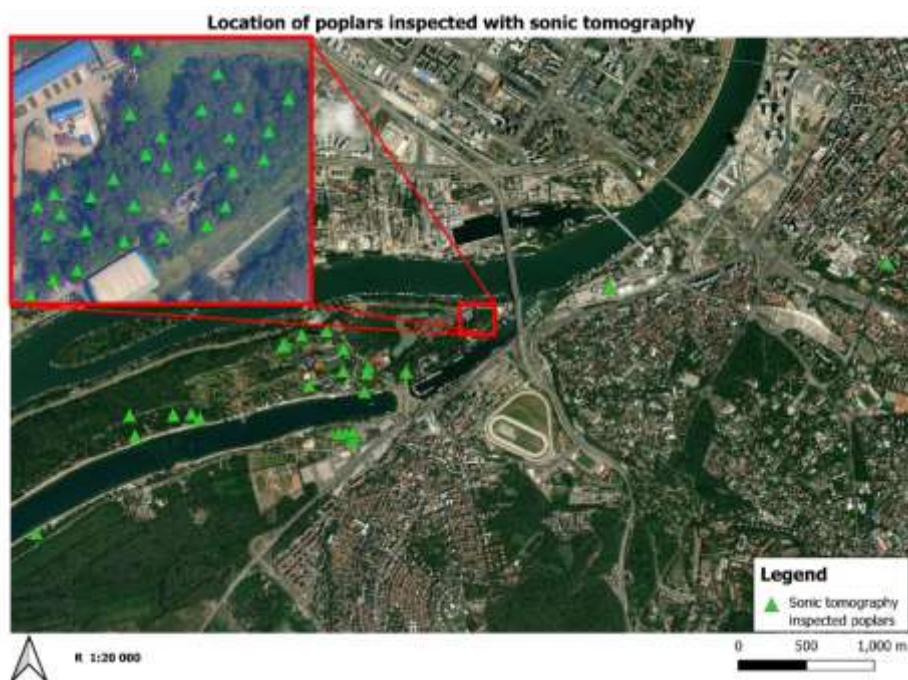 Location of poplars inspected with sonic tomography
Legend
Sonic tomography
inspected poplars
R 1:20 000
0 500 1,000 m